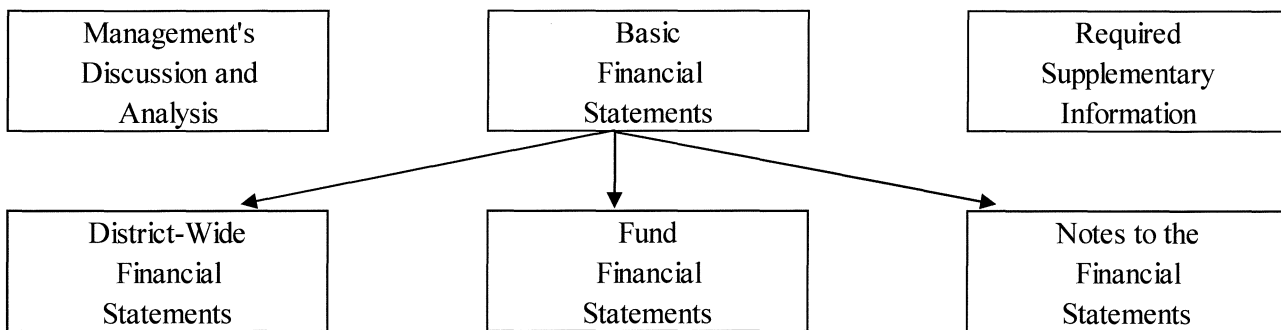 Management's
Discussion and
Analysis
Basic
Financial
Statements
Required
Supplementary
Information
District-Wide
Financial
Statements
Fund
Financial
Statements
Notes to the
Financial
Statements